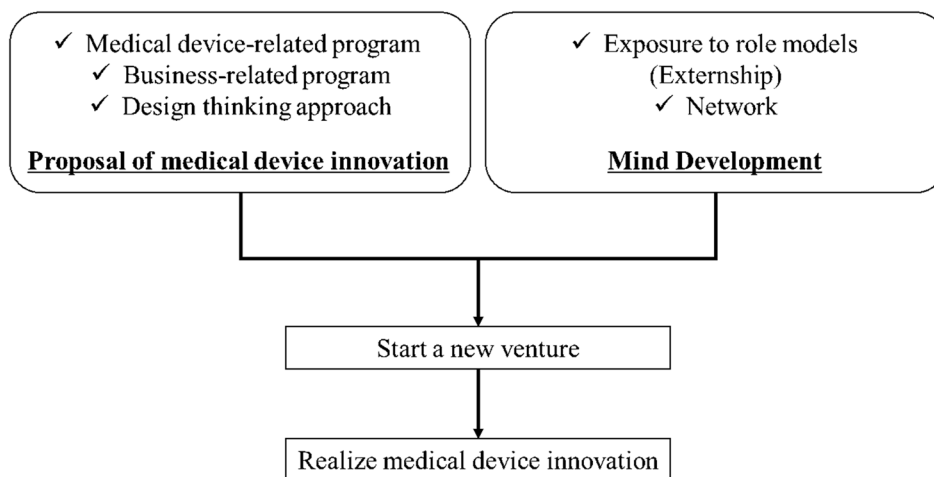 ✓ Medical device-related program
✓ Business-related program
✓ Design thinking approach
Proposal of medical device innovation
✓ Exposure to role models
(Externship)
✓ Network
Mind Development
Start a new venture
Realize medical device innovation